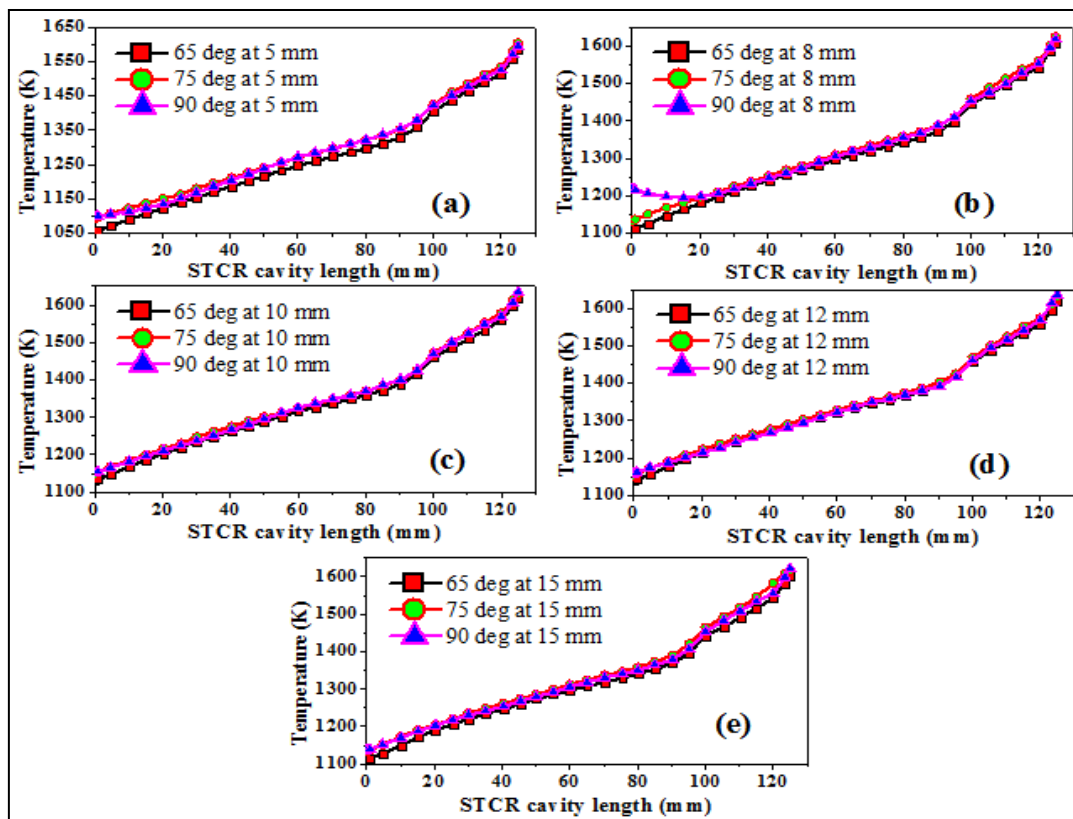 Temperature (K)
1650
1550
1450
1350
1250
1150
1050
65 deg at 5 mm
75 deg at 5 mm
90 deg at 5 mm
(a)
0 20 40 60 80 100 120
STCR cavity length (mm)
Temperature (K)
1600
1500
1400
1300
1200
1100
65 deg at 8 mm
75 deg at 8 mm
90 deg at 8 mm
(b)
0 20 40 60 80 100 120
STCR cavity length (mm)
Temperature (K)
1600
1500
1400
1300
1200
1100
65 deg at 10 mm
75 deg at 10 mm
90 deg at 10 mm
(c)
0 20 40 60 80 100 120
STCR cavity length (mm)
Temperature (K)
1600
1500
1400
1300
1200
1100
65 deg at 12 mm
75 deg at 12 mm
90 deg at 12 mm
(d)
0 20 40 60 80 100 120
STCR cavity length (mm)
Temperature (K)
1600
1500
1400
1300
1200
1100
65 deg at 15 mm
75 deg at 15 mm
90 deg at 15 mm
(e)
0 20 40 60 80 100 120
STCR cavity length (mm)